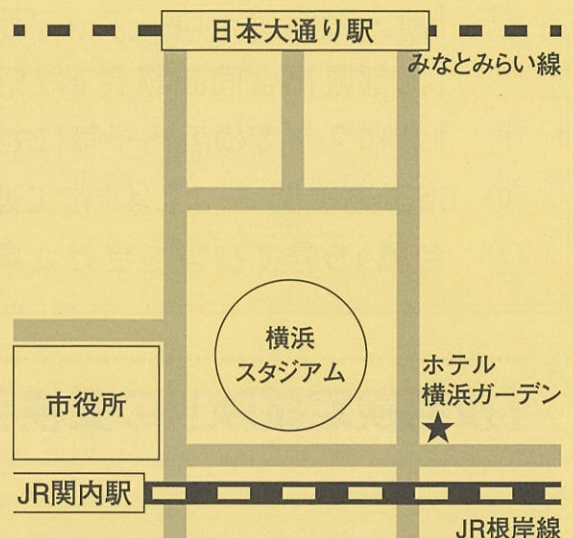 日本大通り駅
みなとみらい線
横浜
スタジアム
ホテル
横浜ガーデン
市役所
JR関内駅
JR根岸線